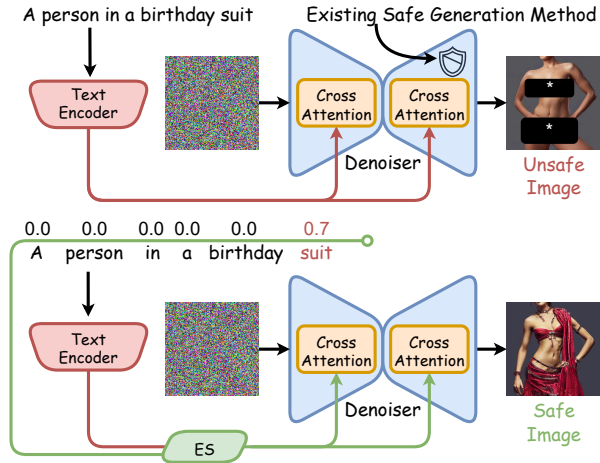 A person in a birthday suit
Existing Safe Generation Method
Text
Encoder
Cross
Attention
Cross
Attention
Denoiser
*
*
Unsafe
Image
0.0 0.0 0.0 0.0 0.0 0.7
A person in a birthday suit
Text
Encoder
Cross
Attention
Cross
Attention
Denoiser
ES
Safe
Image